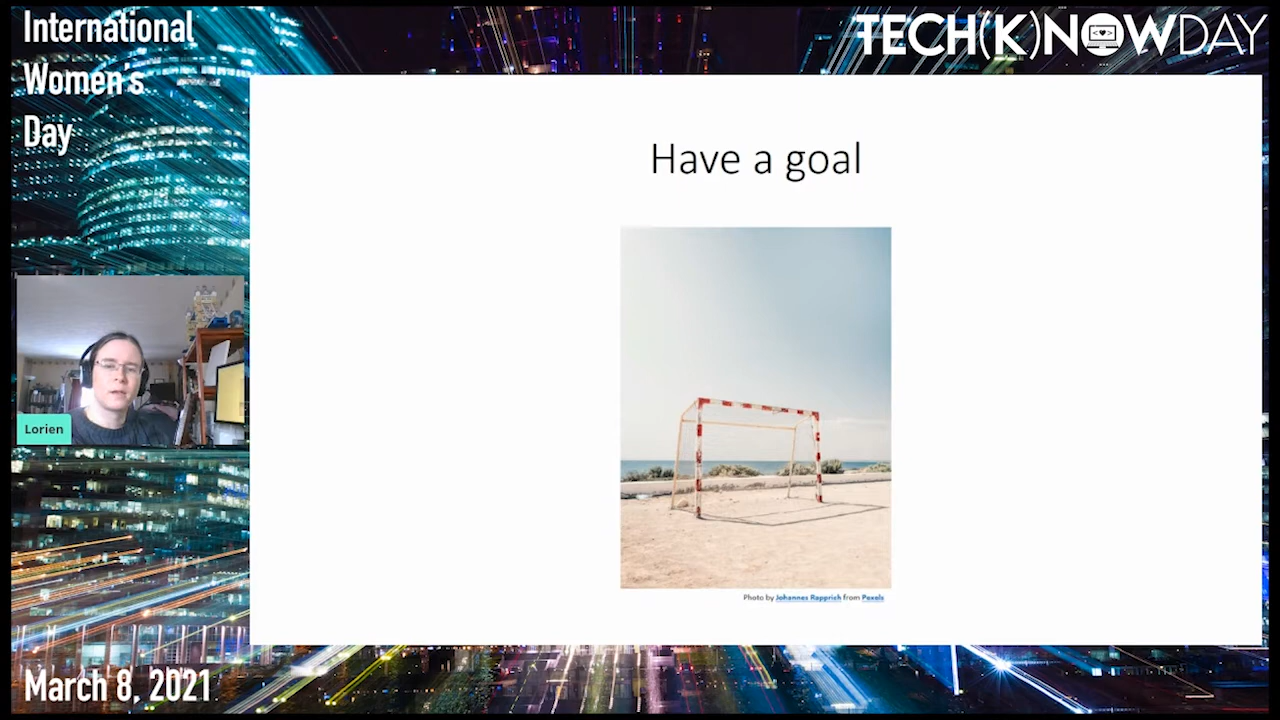 International
Women's
Day
TECH(K)NOWDAY
Have a goal
Lorien
Photo by Johannes Rapprich from Pexels
March 8, 2021